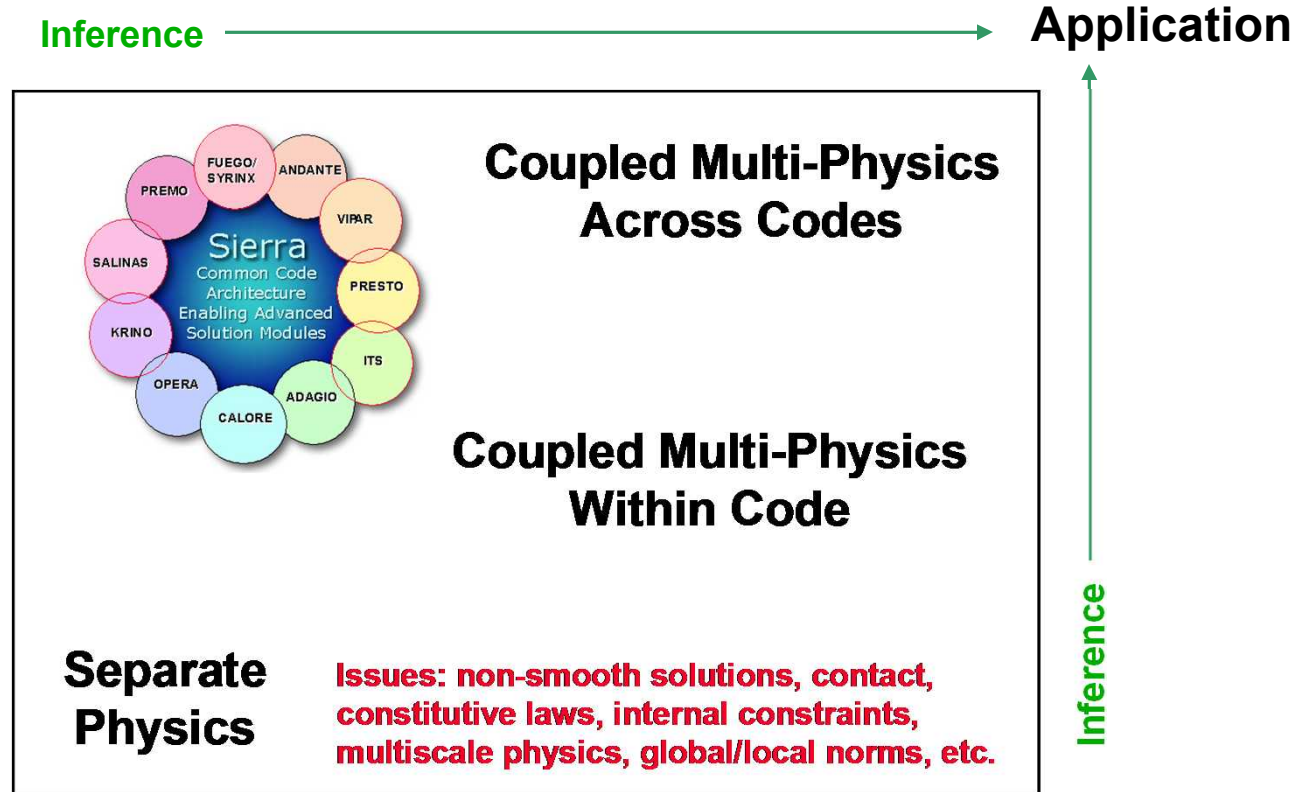 Inference
Application
FUEGO/
SYRINX
ANDANTE
PREMO
VIPAR
SALINAS
PRESTO
KRINO
ITS
OPERA
ADAGIO
CALORE
Sierra
Common Code
Architecture
Enabling Advanced
Solution Modules
Coupled Multi-Physics
Across Codes
Coupled Multi-Physics
Within Code
Separate
Physics
Issues: non-smooth solutions, contact,
constitutive laws, internal constraints,
multiscale physics, global/local norms, etc.
Inference